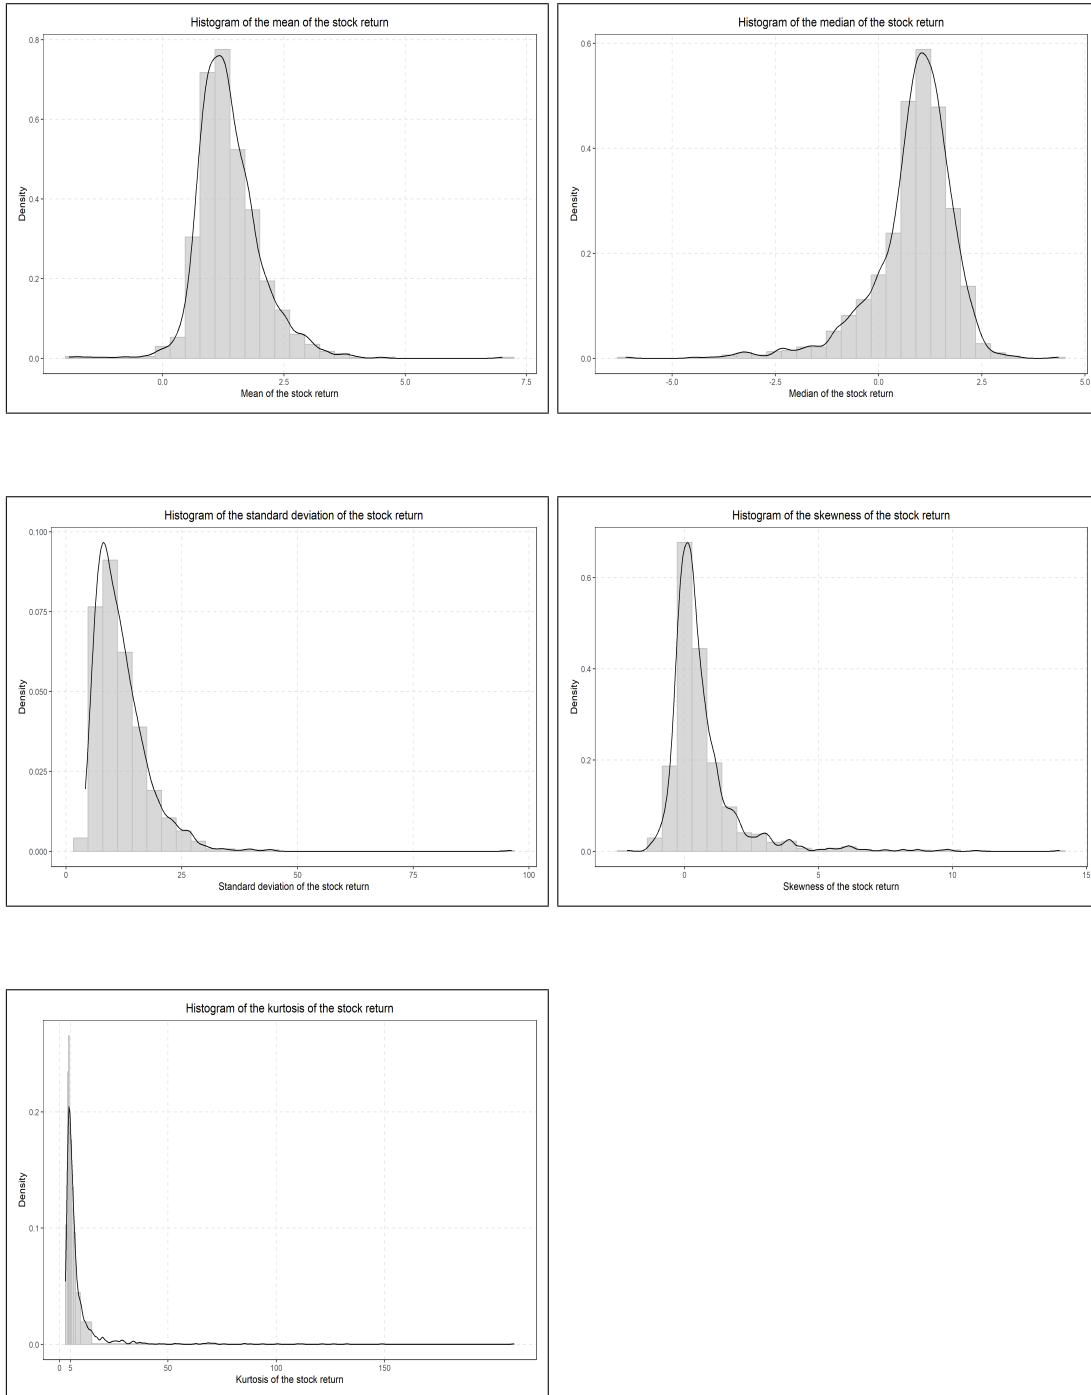 Histogram of the mean of the stock return
0.8
0.6
0.4
0.2
0.0
Density
0.0 2.5 5.0 7.5
Mean of the stock return
Histogram of the median of the stock return
0.6
0.4
0.2
0.0
Density
-5.0 -2.5 0.0 2.5 5.0
Median of the stock return
Histogram of the standard deviation of the stock return
0.100
0.075
0.050
0.025
0.000
Density
0 25 50 75 100
Standard deviation of the stock return
Histogram of the skewness of the stock return
0.6
0.4
0.2
0.0
Density
0 5 10 15
Skewness of the stock return
Histogram of the kurtosis of the stock return
0.2
0.1
0.0
Density
0 5 50 100 150
Kurtosis of the stock return